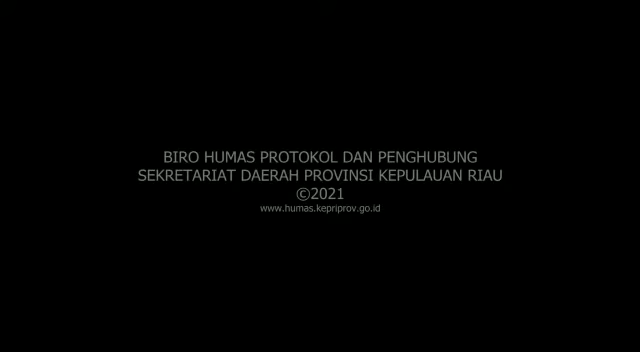 BIRO HUMAS PROTOKOL DAN PENGHUBUNG
SEKRETARIAT DAERAH PROVINSI KEPULAUAN RIAU
©2021
www.humas.kepriprov.go.id